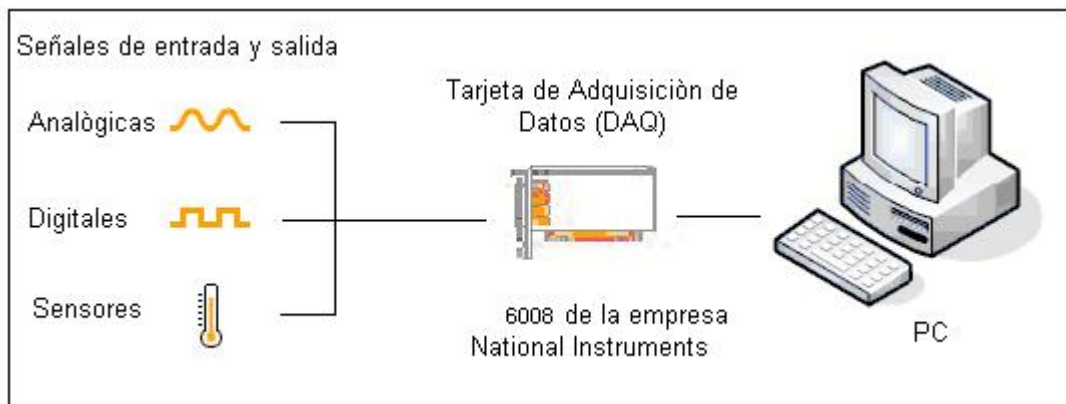 Señales de entrada y salida
Analògicas
Digitales
Sensores
Tarjeta de Adquisiciòn de
Datos (DAQ)
6008 de la empresa
National Instruments
PC